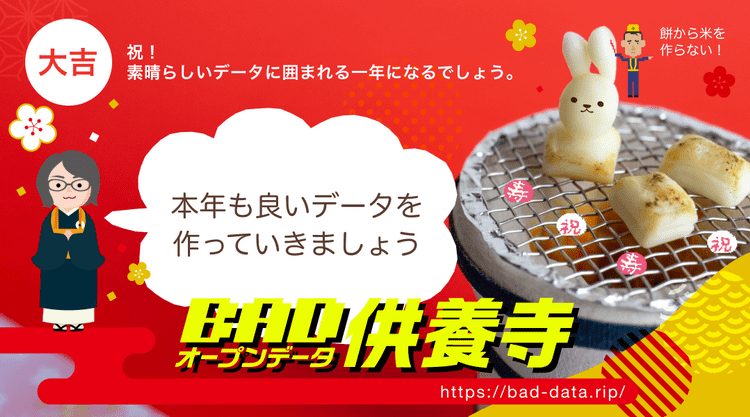 大吉
祝！
素晴らしいデータに囲まれる一年になるでしょう。
餅から米を
作らない！
本年も良いデータを
作っていきましょう
寿
祝
寿
祝
BAD
オープンデータ
供養寺
https://bad-data.rip/